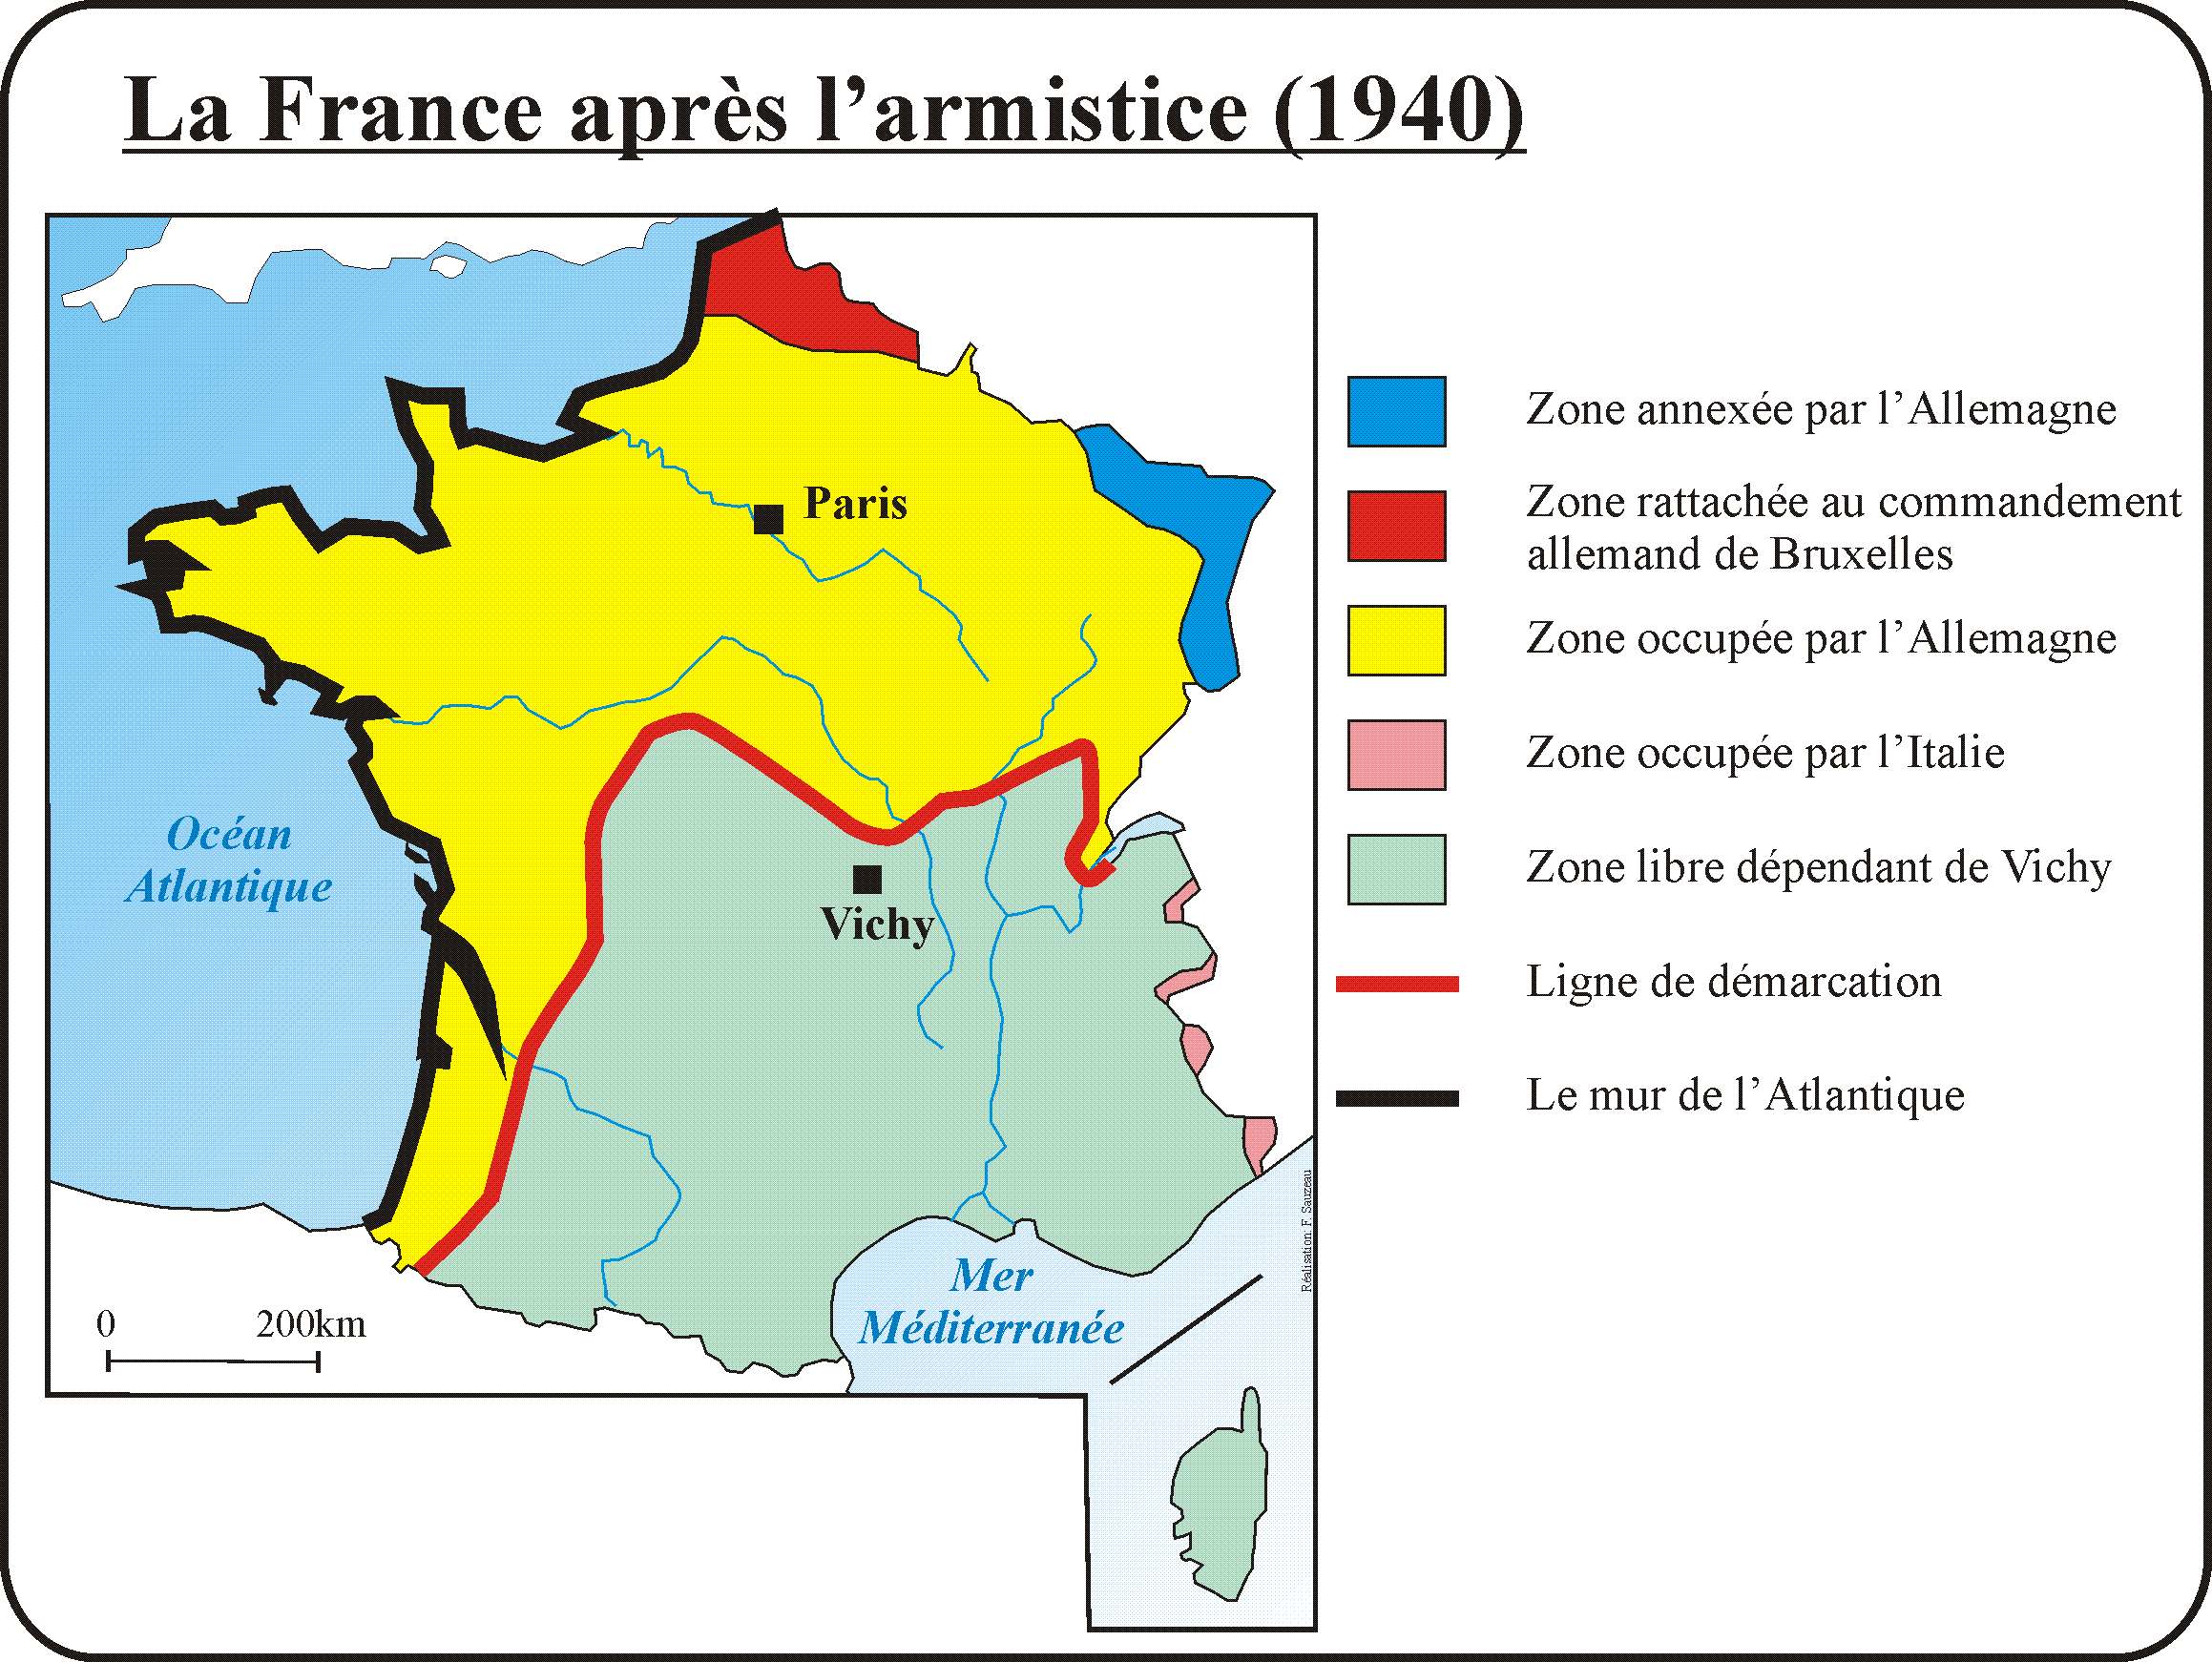 La France après l’armistice (1940)
Zone annexée par l’Allemagne
Zone rattachée au commandement
allemand de Bruxelles
Zone occupée par l’Allemagne
Zone occupée par l’Italie
Zone libre dépendant de Vichy
Ligne de démarcation
Le mur de l’Atlantique
Paris
Vichy
Océan
Atlantique
Mer
Méditerranée
0 200km
Réalisation: F. Sauzeau